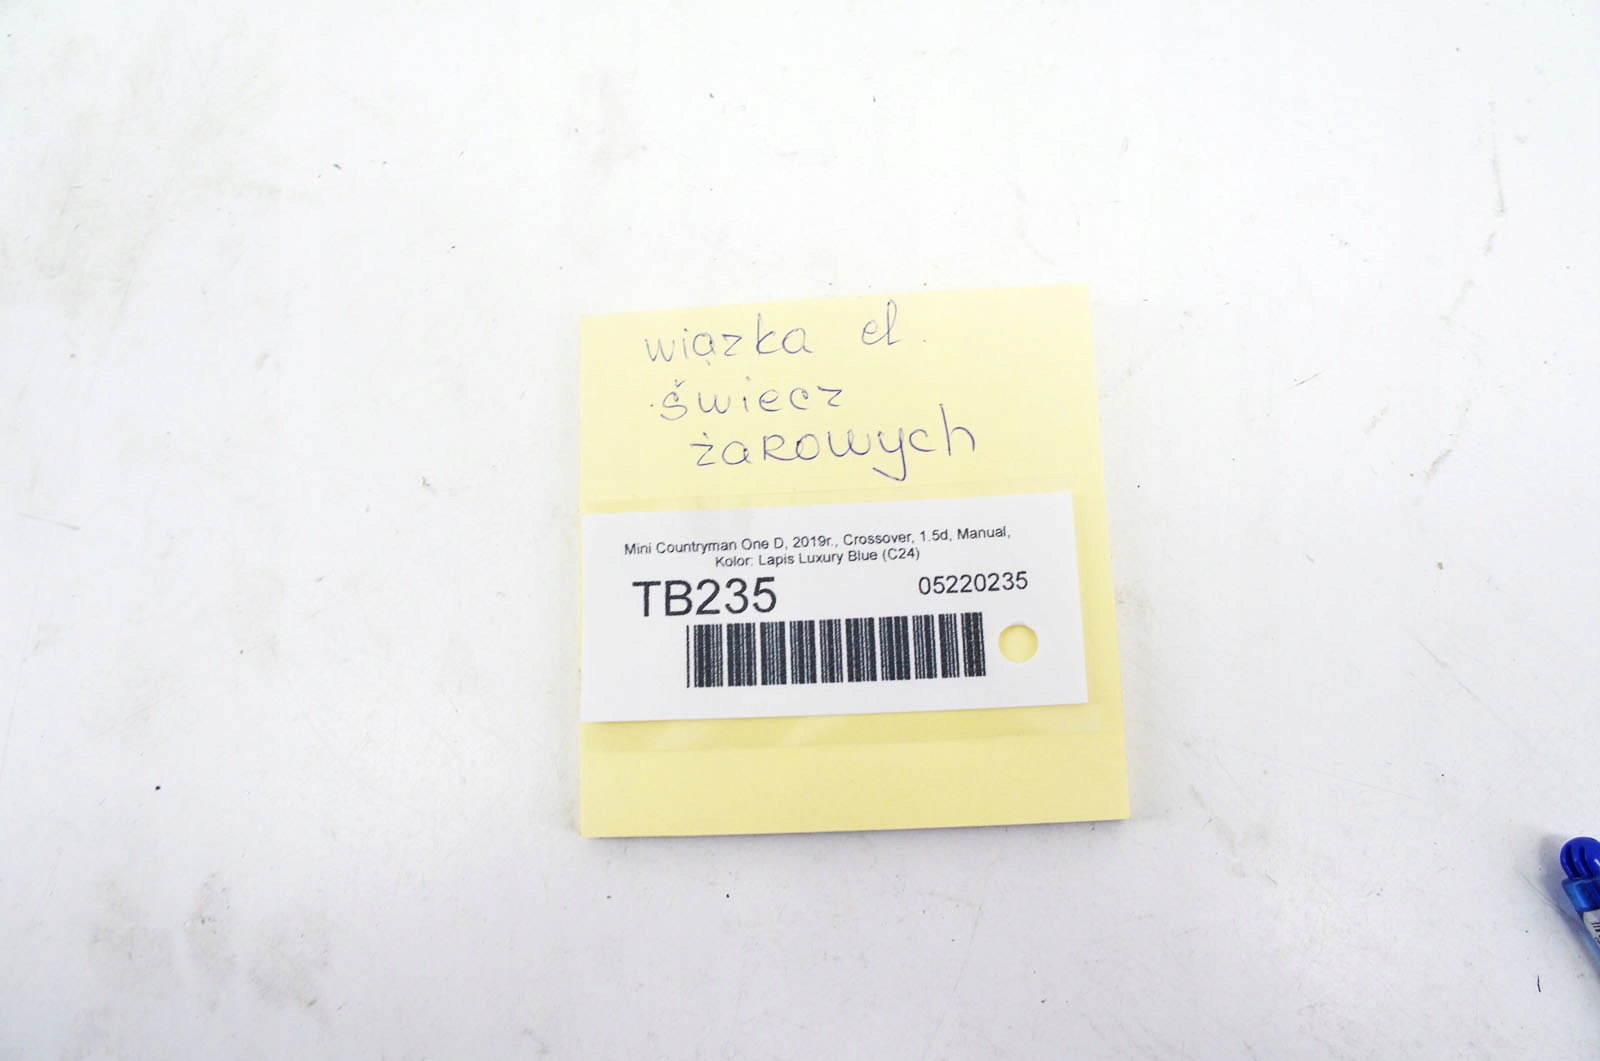 wiązka el.
świecz
żarowych
Mini Countryman One D, 2019r., Crossover, 1.5d, Manual,
Kolor: Lapis Luxury Blue (C24)
TB235 05220235